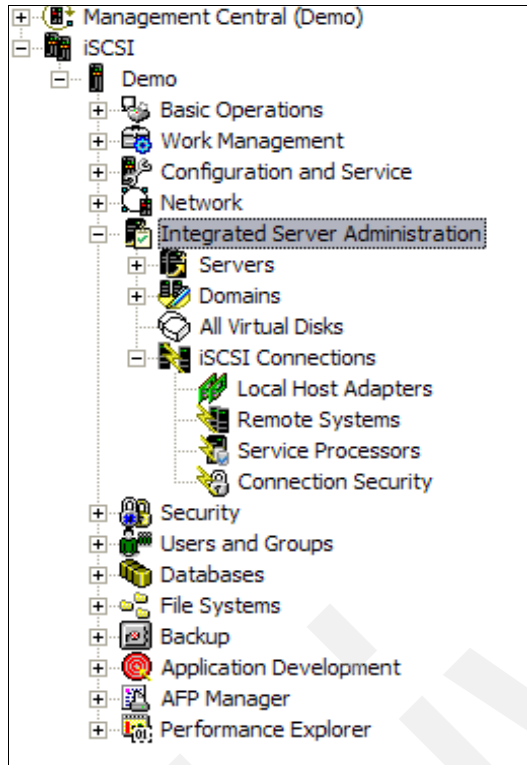 Management Central (Demo)
iSCSI
Demo
Basic Operations
Work Management
Configuration and Service
Network
Integrated Server Administration
Servers
Domains
All Virtual Disks
iSCSI Connections
Local Host Adapters
Remote Systems
Service Processors
Connection Security
Security
Users and Groups
Databases
File Systems
Backup
Application Development
AFP Manager
Performance Explorer